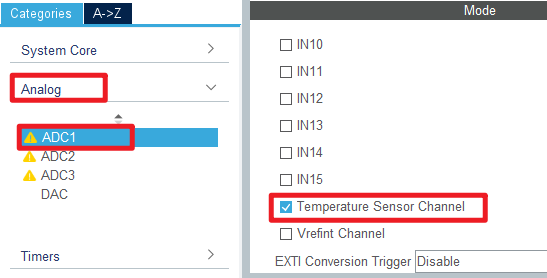 Categories
A->Z
System Core
Analog
ADC1
ADC2
ADC3
DAC
Timers
Mode
IN10
IN11
IN12
IN13
IN14
IN15
Temperature Sensor Channel
Vrefint Channel
EXTI Conversion Trigger Disable